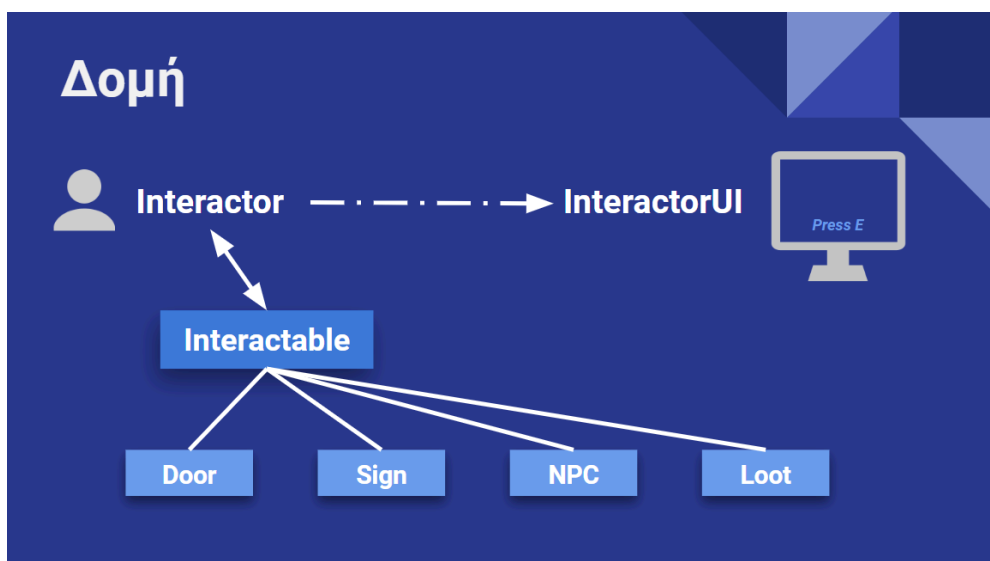 Δομή
Interactor
InteractorUI
Press E
Interactable
Door
Sign
NPC
Loot